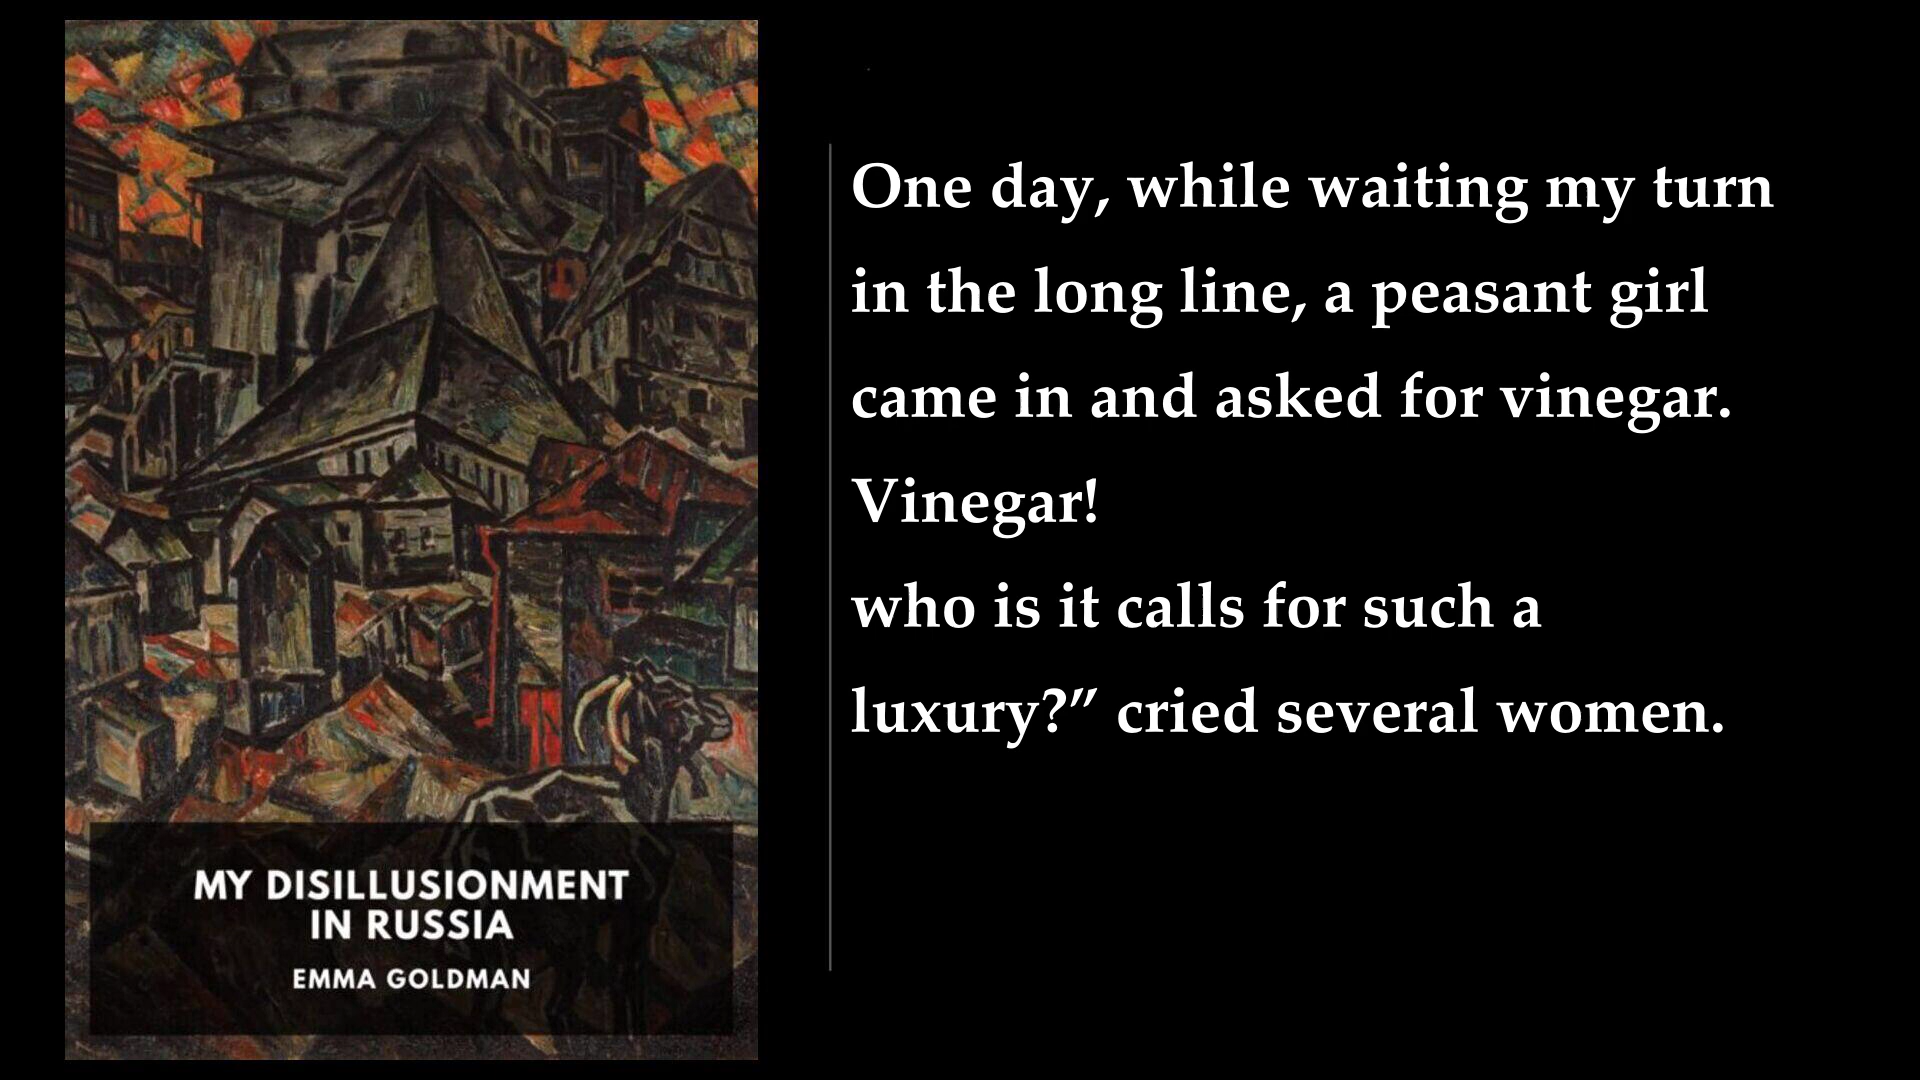 One day, while waiting my turn
in the long line, a peasant girl
came in and asked for vinegar.
Vinegar!
who is it calls for such a
luxury?” cried several women.
MY DISILLUSIONMENT
IN RUSSIA
EMMA GOLDMAN